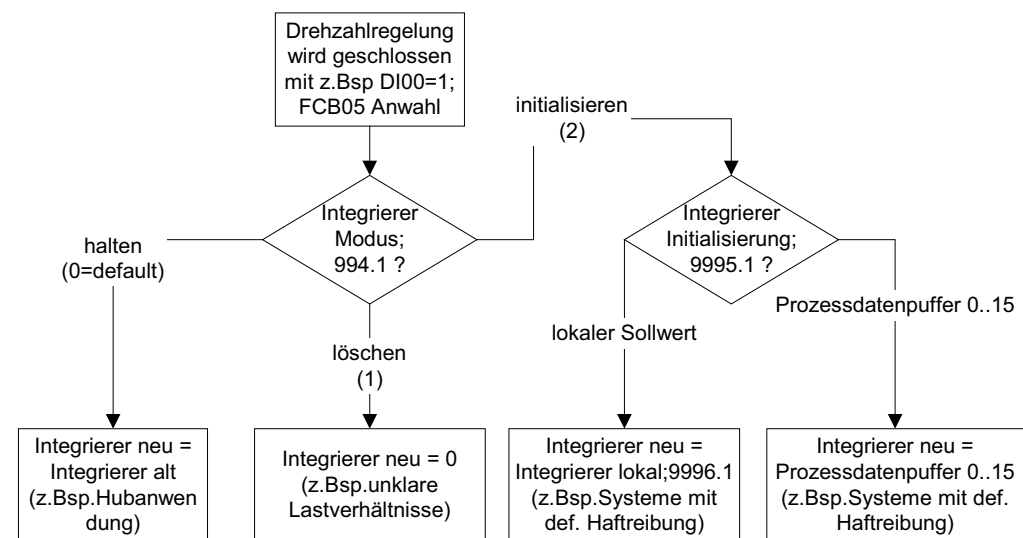 Drehzahlregelung
wird geschlossen
mit z.Bsp DI00=1;
FCB05 Anwahl
initialisieren
(2)
Integrierer
Modus;
994.1 ?
Integrierer
Initialisierung;
9995.1 ?
halten
(0=default)
löschen
(1)
lokaler Sollwert
Prozessdatenpuffer 0..15
Integrierer neu =
Integrierer alt
(z.Bsp.Hubanwen
dung)
Integrierer neu = 0
(z.Bsp.unklare
Lastverhältnisse)
Integrierer neu =
Integrierer lokal;9996.1
(z.Bsp.Systeme mit
def. Haftreibung)
Integrierer neu =
Prozessdatenpuffer 0..15
(z.Bsp.Systeme mit def.
Haftreibung)